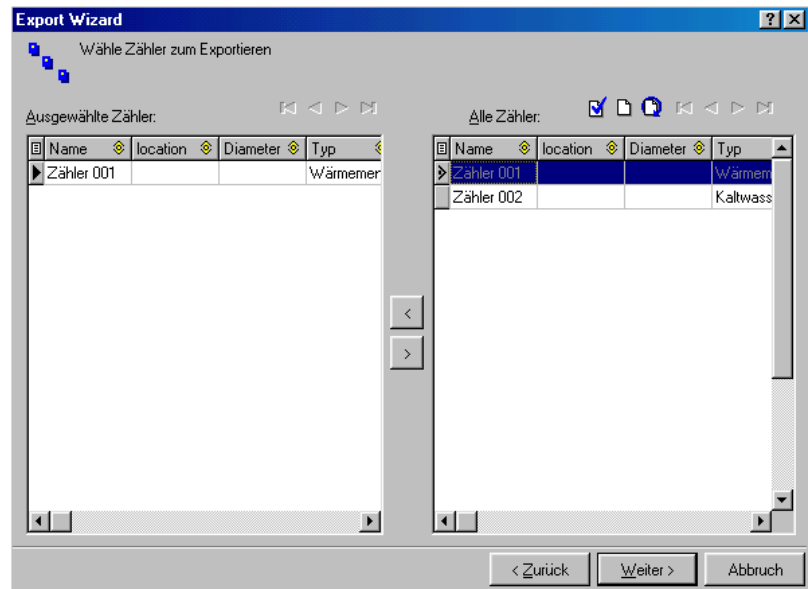 Export Wizard
Wähle Zähler zum Exportieren
Ausgewählte Zähler:
Name location Diameter Typ
Zähler 001 Wärmemer
Alle Zähler:
Name location Diameter Typ
Zähler 001 Wärmem
Zähler 002 Kaltwass
<
>
< Zurück
Weiter >
Abbruch